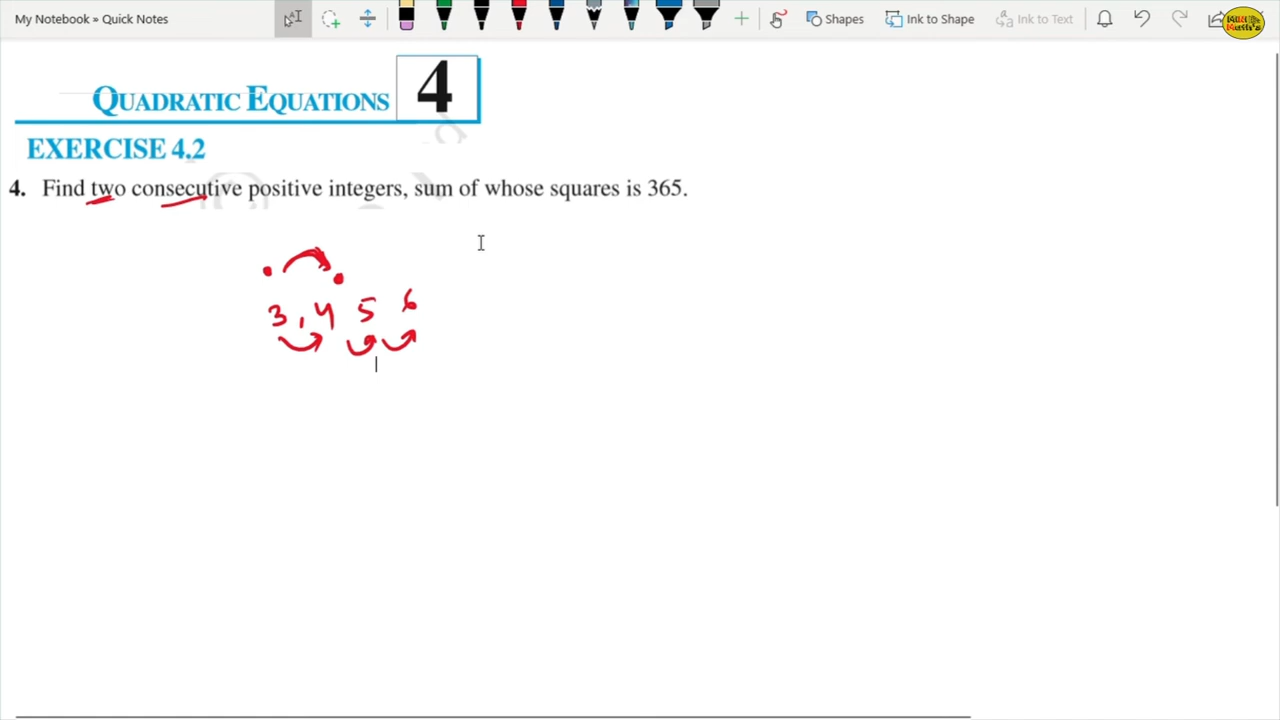 My Notebook » Quick Notes
Shapes
Ink to Shape
Ink to Text
QUADRATIC EQUATIONS 4
EXERCISE 4.2
4. Find two consecutive positive integers, sum of whose squares is 365.
3, 4 5 6